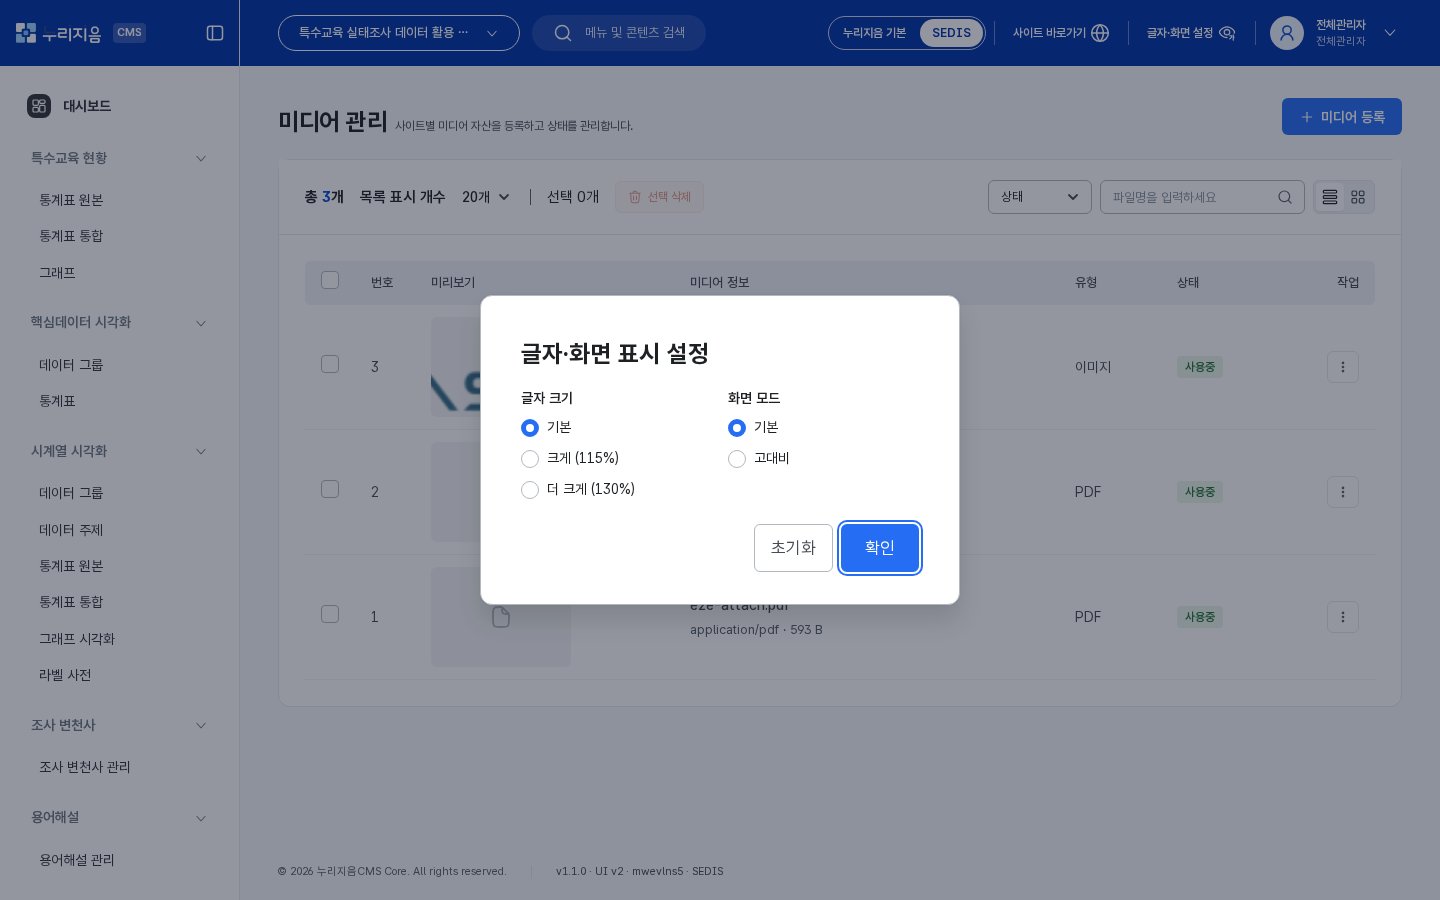 누리지음 CMS
특수교육 실태조사 데이터 활용 ···
메뉴 및 콘텐츠 검색
누리지음 기본
SEDIS
사이트 바로가기
글자·화면 설정
전체관리자
전체관리자
대시보드
특수교육 현황
통계표 원본
통계표 통합
그래프
핵심데이터 시각화
데이터 그룹
통계표
시계열 시각화
데이터 그룹
데이터 주제
통계표 원본
통계표 통합
그래프 시각화
라벨 사전
조사 변천사
조사 변천사 관리
용어해설
용어해설 관리
미디어 관리 사이트별 미디어 자산을 등록하고 상태를 관리합니다.
미디어 등록
총 3개 목록 표시 개수 20개 선택 0개 선택 삭제
상태
파일명을 입력하세요
번호 미리보기 미디어 정보 유형 상태 작업
3 이미지 사용중
2 PDF 사용중
1 PDF 사용중
application/pdf · 593 B
글자·화면 표시 설정
글자 크기
기본
크게 (115%)
더 크게 (130%)
화면 모드
기본
고대비
초기화
확인
© 2026 누리지음CMS Core. All rights reserved.
v1.1.0 · UI v2 · mwevlns5 · SEDIS